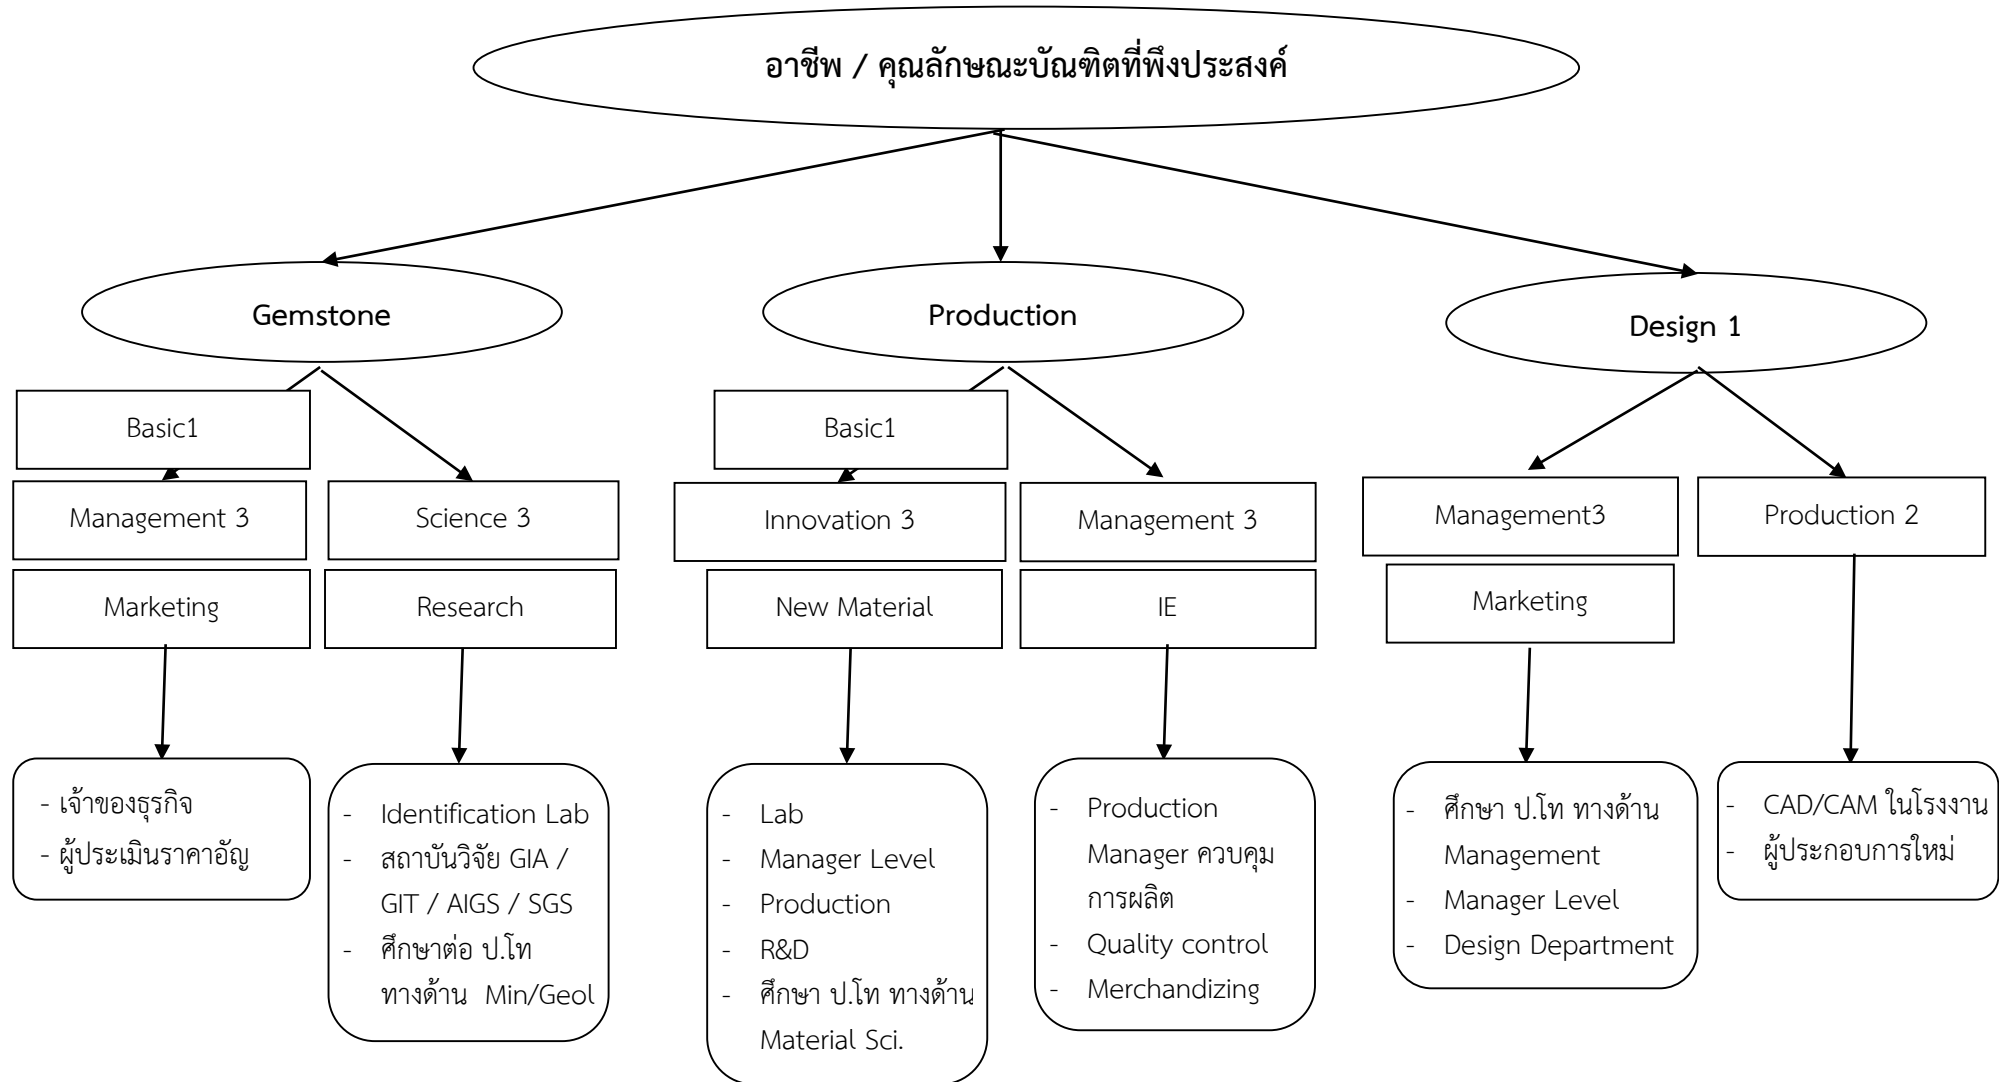 อาชีพ / คุณลักษณะบัณฑิตที่พึงประสงค์
Gemstone
Production
Design 1
Basic1
Basic1
Management 3
Science 3
Innovation 3
Management 3
Management3
Production 2
Marketing
Research
New Material
IE
Marketing
- เจ้าของธุรกิจ
- ผู้ประเมินราคาอัญ
- Identification Lab
- สถาบันวิจัย GIA /
GIT / AIGS / SGS
- ศึกษาต่อ ป.โท
ทางด้าน Min/Geol
- Lab
- Manager Level
- Production
- R&D
- ศึกษา ป.โท ทางด้าน
Material Sci.
- Production
Manager ควบคุม
การผลิต
- Quality control
- Merchandizing
- ศึกษา ป.โท ทางด้าน
Management
- Manager Level
- Design Department
- CAD/CAM ในโรงงาน
- ผู้ประกอบการใหม่